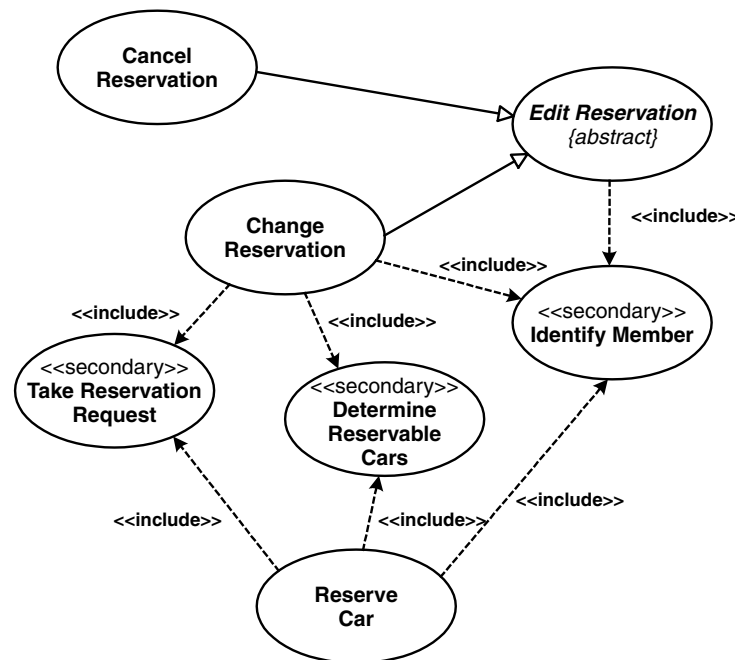 Cancel
Reservation
Edit Reservation
{abstract}
<<include>>
Change
Reservation
<<include>>
<<include>>
<<include>>
<<secondary>>
Identify Member
<<secondary>>
Take Reservation
Request
<<secondary>>
Determine
Reservable
Cars
<<include>>
<<include>>
<<include>>
Reserve
Car